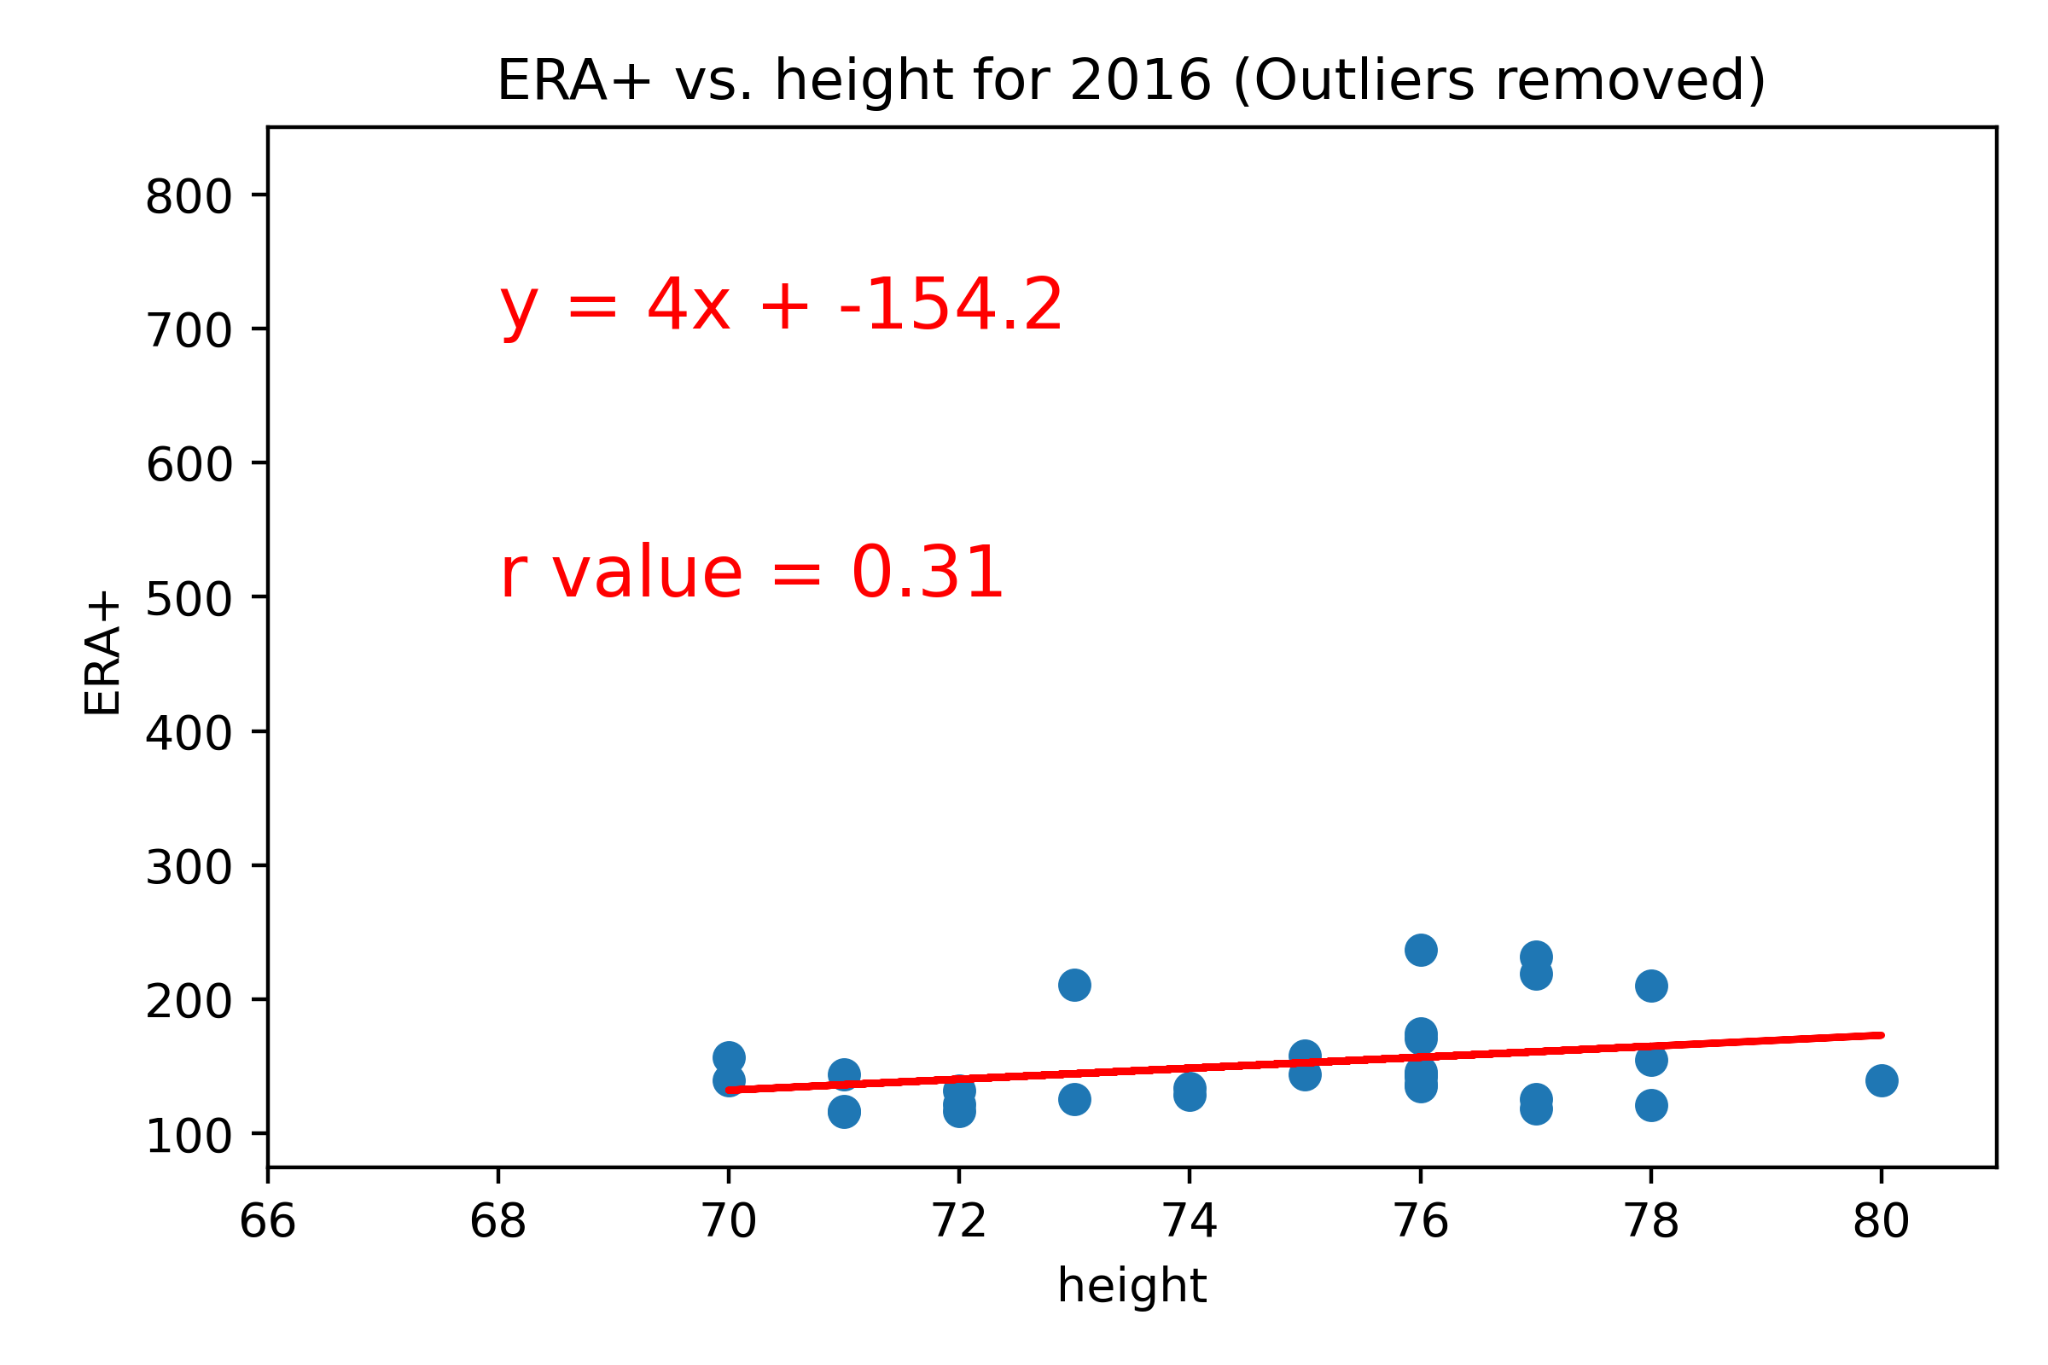 ERA+ vs. height for 2016 (Outliers removed)
800
y = 4x + -154.2
700
600
r value = 0.31
500
ERA+
400
300
200
100
66 68 70 72 74 76 78 80
height